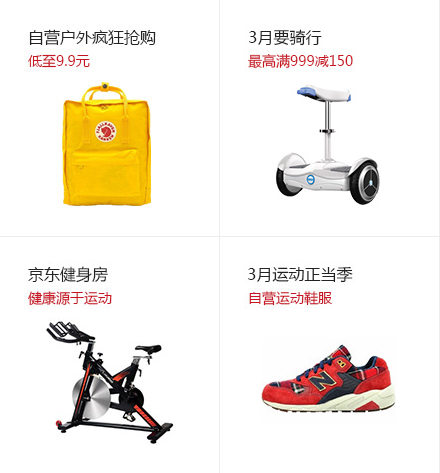 自营户外疯狂抢购
低至9.9元
3月要骑行
最高满999减150
京东健身房
健康源于运动
3月运动正当季
自营运动鞋服
N